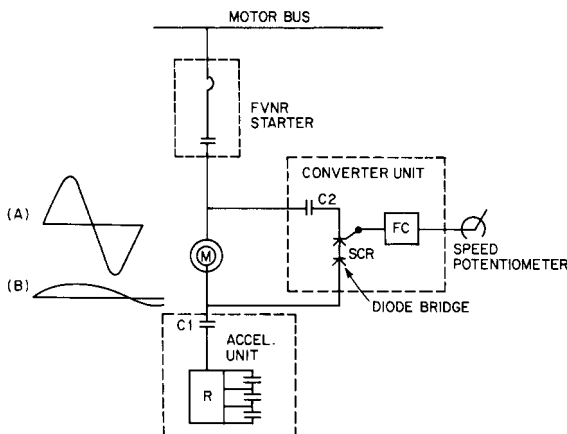 MOTOR BUS
FVNR
STARTER
CONVERTER UNIT
C2
(A)
FC
SCR
SPEED
POTENTIOMETER
M
(B)
DIODE BRIDGE
C1
ACCEL.
UNIT
R